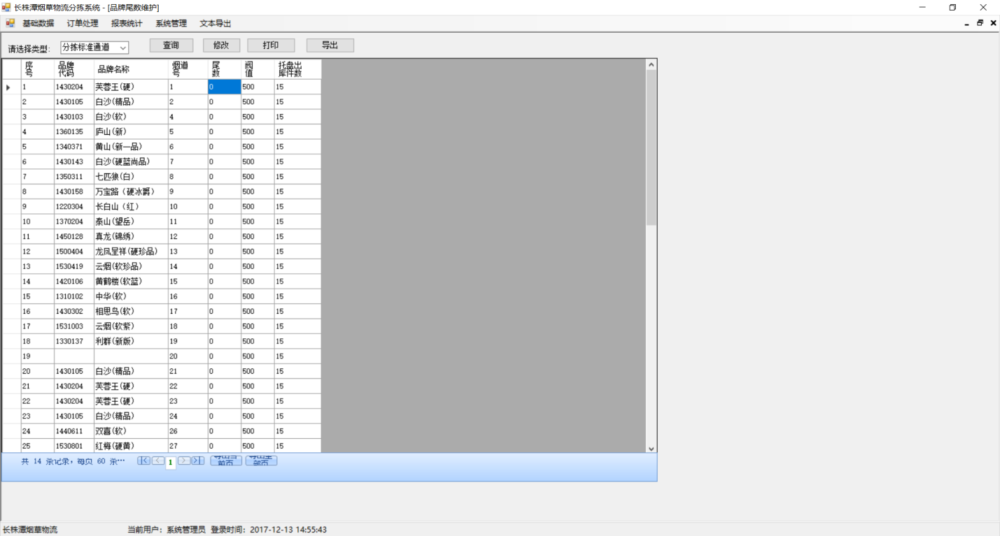 长株潭烟草物流分拣系统 - [品牌尾数维护]
基础数据 订单处理 报表统计 系统管理 文本导出
请选择类型: 分拣标准通道 查询 修改 打印 导出
序号 品牌代码 品牌名称 烟道号 尾数 阀值 托盘出库件数
1 1430204 芙蓉王(硬) 1 0 500 15
2 1430105 白沙(精品) 2 0 500 15
3 1430103 白沙(软) 4 0 500 15
4 1360135 庐山(新) 5 0 500 15
5 1340371 黄山(新一品) 6 0 500 15
6 1430143 白沙(硬蓝尚品) 7 0 500 15
7 1350311 七匹狼(白) 8 0 500 15
8 1430158 万宝路（硬冰爵） 9 0 500 15
9 1220304 长白山（红） 10 0 500 15
10 1370204 泰山(望岳) 11 0 500 15
11 1450128 真龙(锦绣) 12 0 500 15
12 1500404 龙凤呈祥(硬珍品) 13 0 500 15
13 1530419 云烟(软珍品) 14 0 500 15
14 1420106 黄鹤楼(软蓝) 15 0 500 15
15 1310102 中华(软) 16 0 500 15
16 1430302 相思鸟(软) 17 0 500 15
17 1531003 云烟(软紫) 18 0 500 15
18 1330137 利群(新版) 19 0 500 15
19 20 0 500 15
20 1430105 白沙(精品) 21 0 500 15
21 1430204 芙蓉王(硬) 22 0 500 15
22 1430204 芙蓉王(硬) 23 0 500 15
23 1430105 白沙(精品) 24 0 500 15
24 1440611 双喜(软) 26 0 500 15
25 1530801 红梅(硬黄) 27 0 500 15
共 14 条记录，每页 60 条… 1 导出当前页 导出全部页
长株潭烟草物流 当前用户：系统管理员 登录时间：2017-12-13 14:55:43